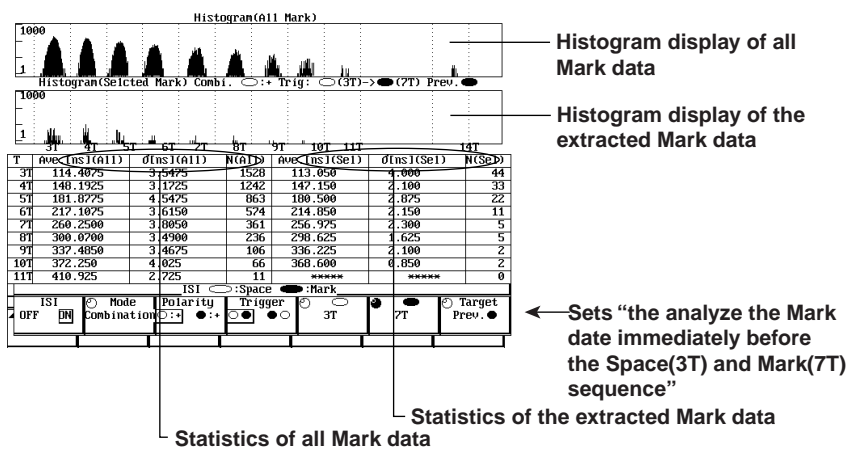 Histogram(All Mark)
1000
1
Histogram(Selcted Mark) Combi. :+ Trig: (3T)->(7T) Prev.
1000
1
3T 4T 5T 6T 7T 8T 9T 10T 11T 14T
T Ave[ns](All) σ[ns](All) N(All) Ave[ns](Sel) σ[ns](Sel) N(Sel)
3T 114.4075 3.5475 1528 113.050 4.000 44
4T 148.1925 3.1725 1242 147.150 2.100 33
5T 181.8775 4.5475 863 180.500 2.875 22
6T 217.1075 3.6150 574 214.850 2.150 11
7T 260.2500 3.8050 361 256.975 2.300 5
8T 300.0700 3.4900 236 298.625 1.625 5
9T 337.4850 3.4675 106 336.225 2.100 2
10T 372.250 4.025 66 368.600 0.850 2
11T 410.925 2.725 11 ***** ***** 0
ISI :Space :Mark
ISI Mode Polarity Trigger Target
OFF ON Combination :+ :+ 3T 7T Prev.
Histogram display of all
Mark data
Histogram display of the
extracted Mark data
Sets “the analyze the Mark
date immediately before
the Space(3T) and Mark(7T)
sequence”
Statistics of the extracted Mark data
Statistics of all Mark data